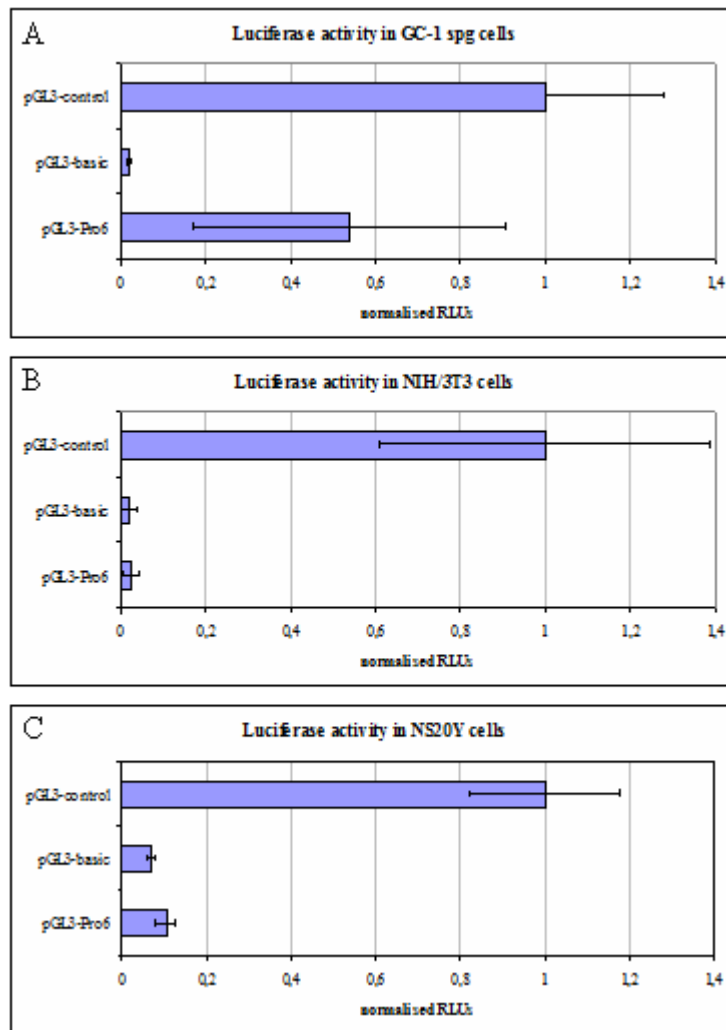 A
Luciferase activity in GC-1 spg cells
pGL3-control
pGL3-basic
pGL3-Pro6
0 0,2 0,4 0,6 0,8 1 1,2 1,4
normalised RLUs
B
Luciferase activity in NIH/3T3 cells
pGL3-control
pGL3-basic
pGL3-Pro6
0 0,2 0,4 0,6 0,8 1 1,2 1,4
normalised RLUs
C
Luciferase activity in NS20Y cells
pGL3-control
pGL3-basic
pGL3-Pro6
0 0,2 0,4 0,6 0,8 1 1,2 1,4
normalised RLUs